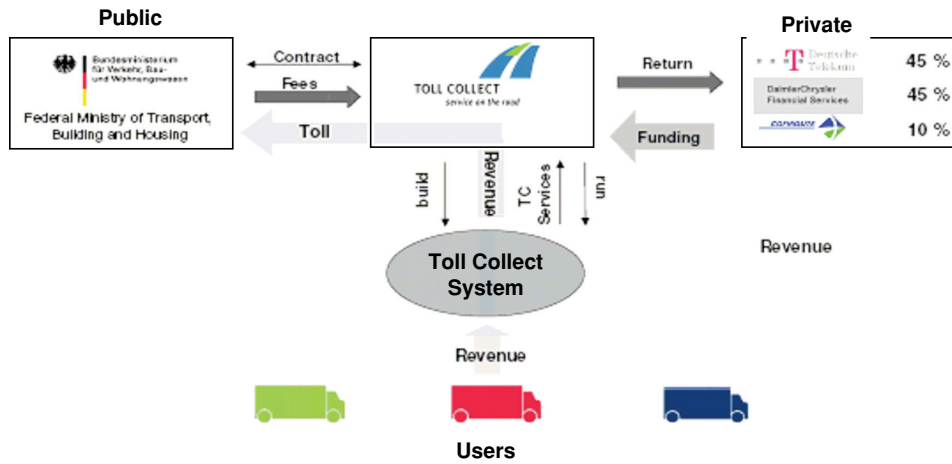 Public
Private
Bundesministerium
für Verkehr, Bau-
und Wohnungswesen
Federal Ministry of Transport,
Building and Housing
Contract
Fees
Toll
TOLL COLLECT
service on the road
Return
Funding
Deutsche
Telekom
45 %
DaimlerChrysler
Financial Services
45 %
COFIROUTE
10 %
build
Revenue
TC
Services
run
Toll Collect
System
Revenue
Revenue
Users